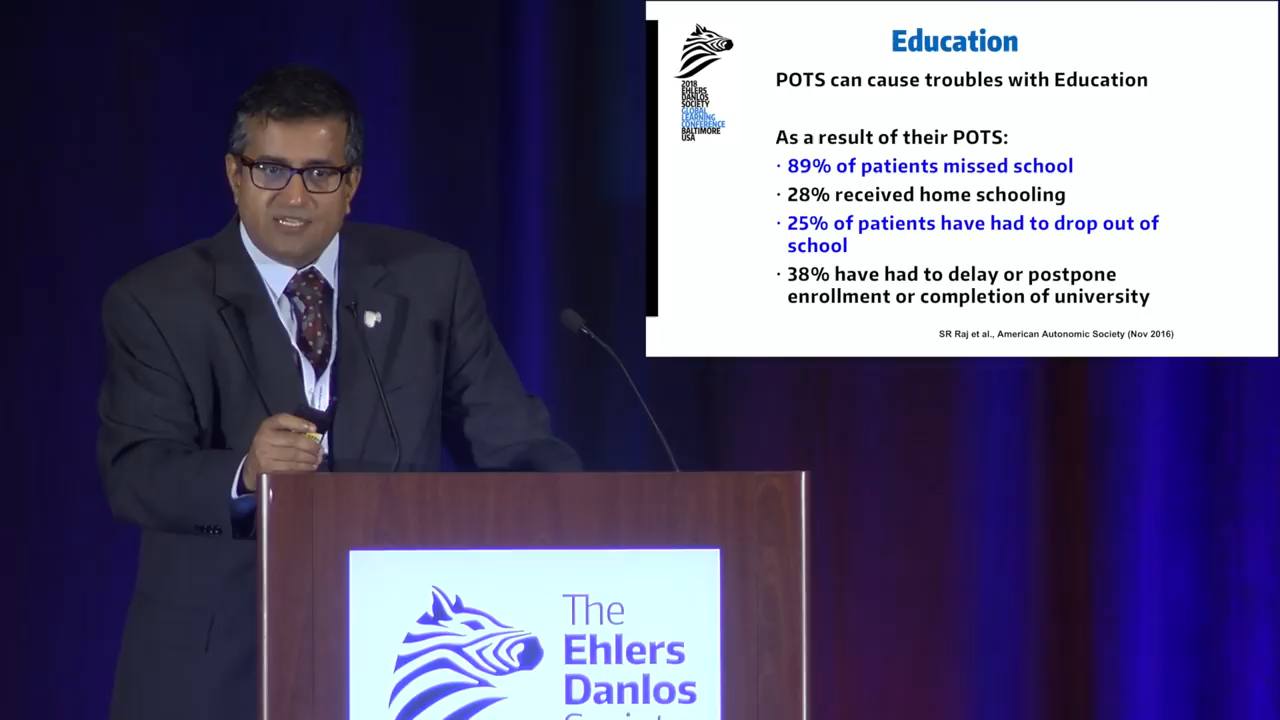 Education
POTS can cause troubles with Education
As a result of their POTS:
· 89% of patients missed school
· 28% received home schooling
· 25% of patients have had to drop out of
school
· 38% have had to delay or postpone
enrollment or completion of university
SR Raj et al., American Autonomic Society (Nov 2016)
2018
EHLERS
DANLOS
SOCIETY
GLOBAL
LEARNING
CONFERENCE
BALTIMORE
USA
The
Ehlers
Danlos